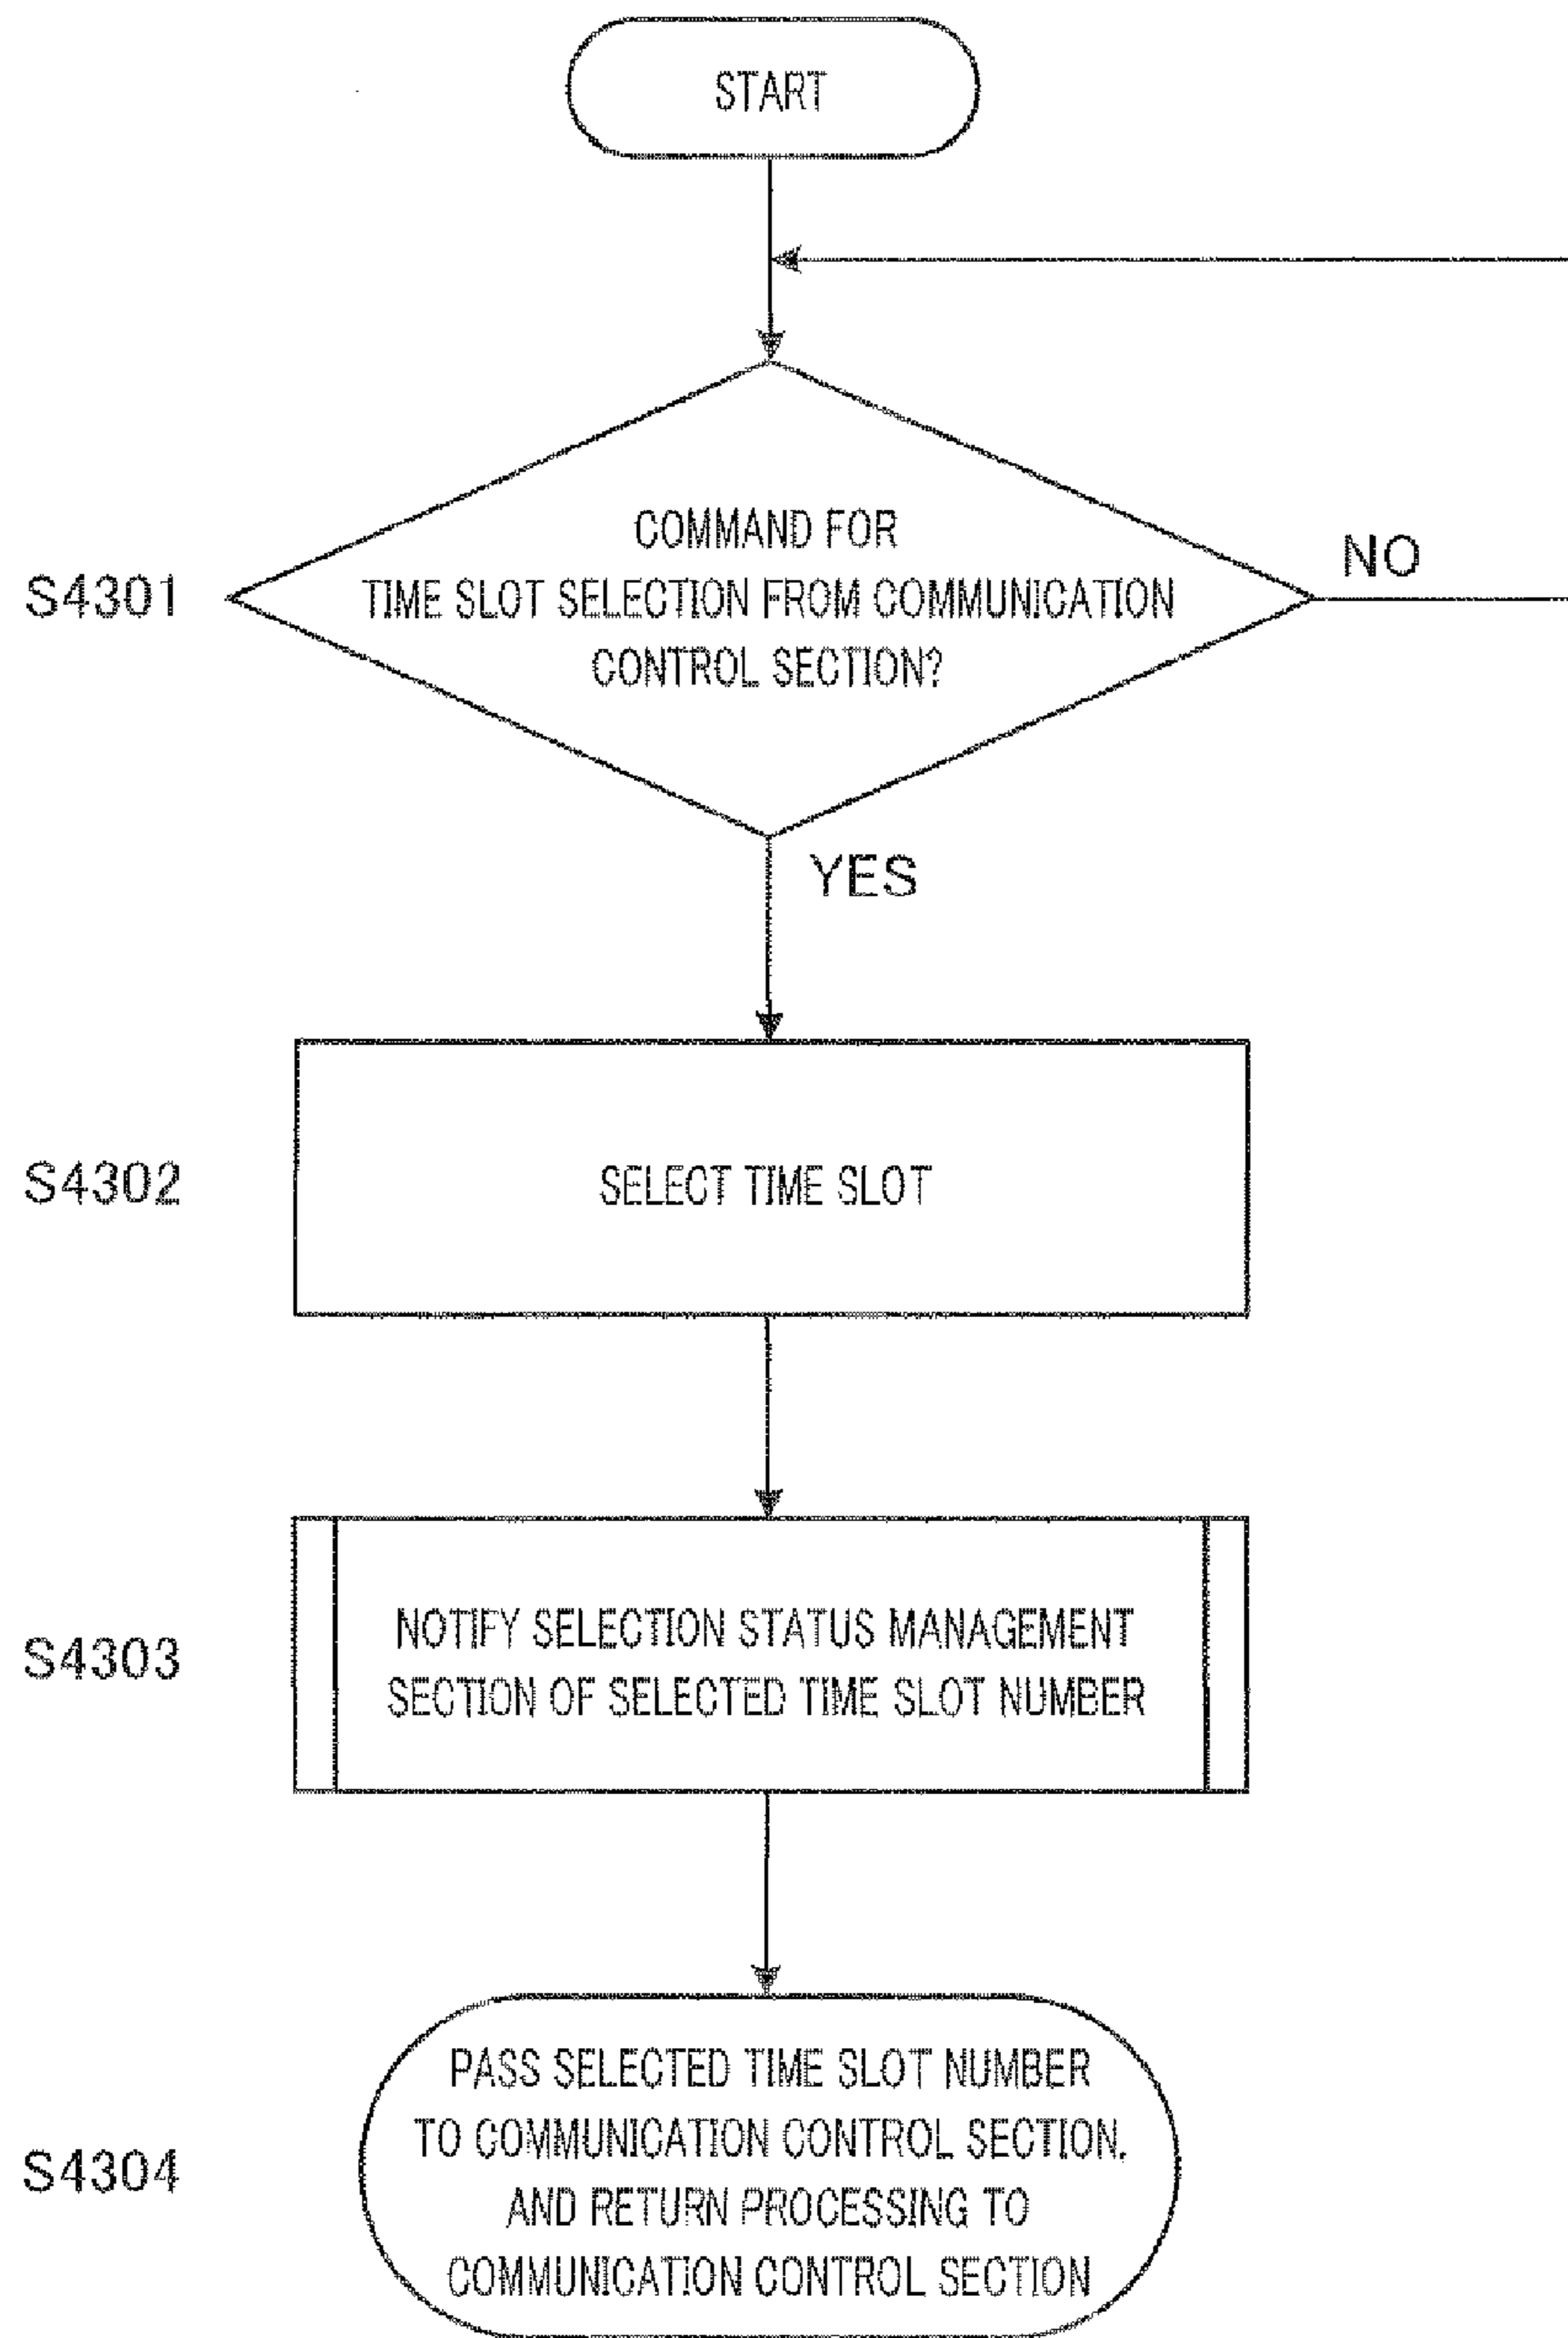 START
COMMAND FOR
S4301
TIME SLOT SELECTION FROM COMMUNICATION
NO
CONTROL SECTION?
YES
S4302
SELECT TIME SLOT
S4303
NOTIFY SELECTION STATUS MANAGEMENT
SECTION OF SELECTED TIME SLOT NUMBER
S4304
PASS SELECTED TIME SLOT NUMBER
TO COMMUNICATION CONTROL SECTION,
AND RETURN PROCESSING TO
COMMUNICATION CONTROL SECTION